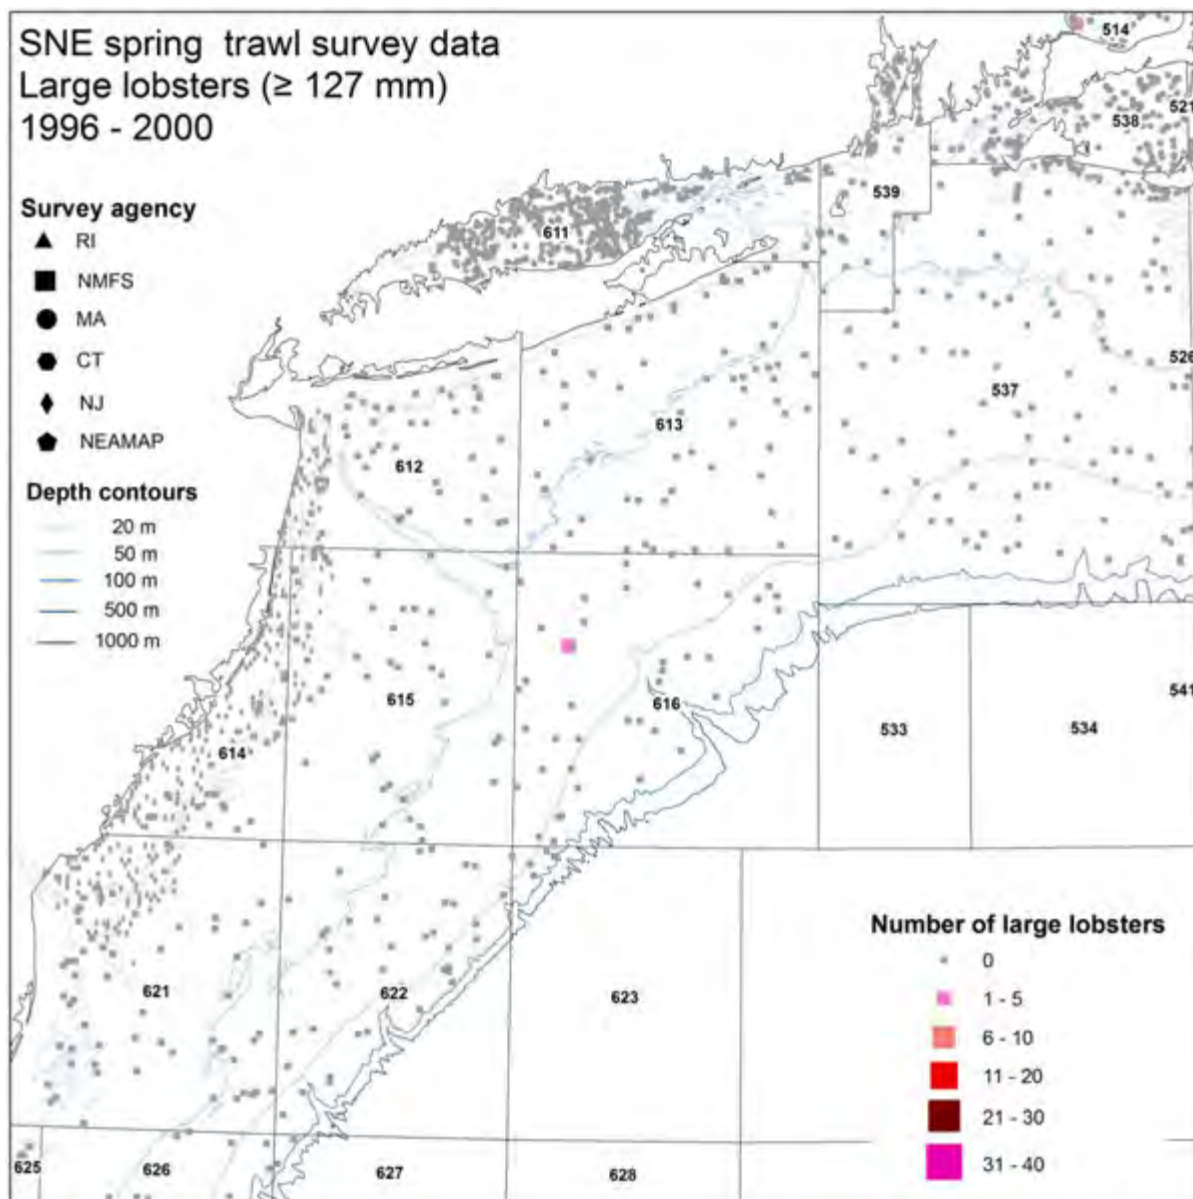 SNE spring trawl survey data
Large lobsters (≥ 127 mm)
1996 - 2000
Survey agency
RI
NMFS
MA
CT
NJ
NEAMAP
Depth contours
20 m
50 m
100 m
500 m
1000 m
514
521
538
539
611
526
537
613
612
616
615
541
533
534
614
621
622
623
625
626
627
628
Number of large lobsters
0
1 - 5
6 - 10
11 - 20
21 - 30
31 - 40